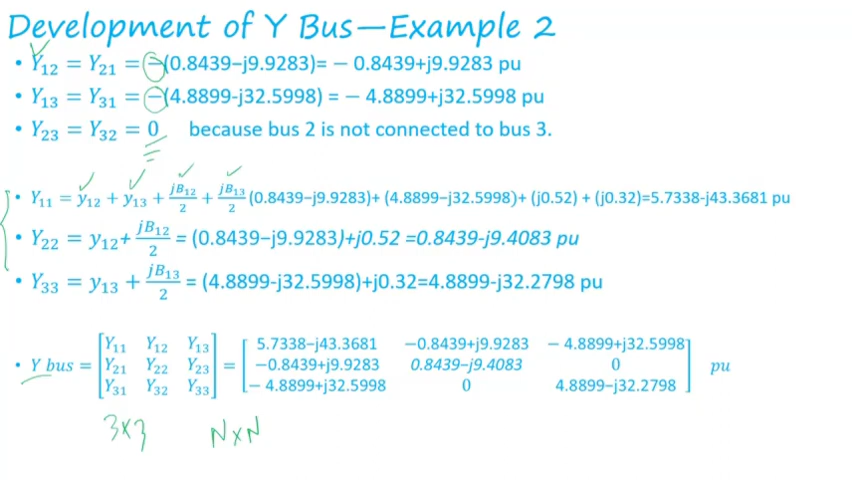 Development of Y Bus—Example 2
• Y₁₂ = Y₂₁ = −(0.8439−j9.9283)= − 0.8439+j9.9283 pu
• Y₁₃ = Y₃₁ = −(4.8899-j32.5998) = − 4.8899+j32.5998 pu
• Y₂₃ = Y₃₂ = 0 because bus 2 is not connected to bus 3.
• Y₁₁ = y₁₂ + y₁₃ + jB₁₂/2 + jB₁₃/2 (0.8439-j9.9283)+ (4.8899−j32.5998)+ (j0.52) + (j0.32)=5.7338-j43.3681 pu
• Y₂₂ = y₁₂+ jB₁₂/2 = (0.8439−j9.9283)+j0.52 =0.8439-j9.4083 pu
• Y₃₃ = y₁₃ + jB₁₃/2 = (4.8899-j32.5998)+j0.32=4.8899-j32.2798 pu
Y₁₁ Y₁₂ Y₁₃ 5.7338−j43.3681 −0.8439+j9.9283 − 4.8899+j32.5998
• Y bus = Y₂₁ Y₂₂ Y₂₃ = −0.8439+j9.9283 0.8439−j9.4083 0 pu
Y₃₁ Y₃₂ Y₃₃ − 4.8899+j32.5998 0 4.8899−j32.2798
3x3 NxN